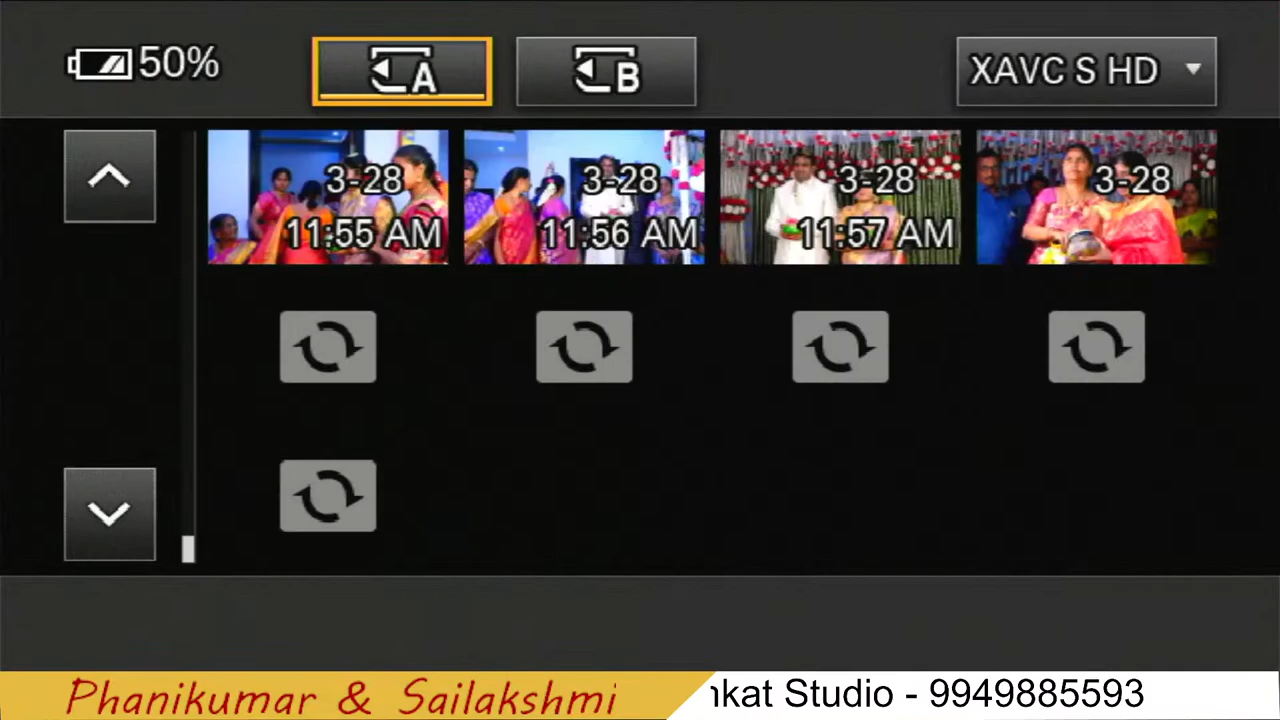 50%
A
B
XAVC S HD
3-28
11:55 AM
3-28
11:56 AM
3-28
11:57 AM
3-28
Phanikumar & Sailakshmi
Studio - 9949885593